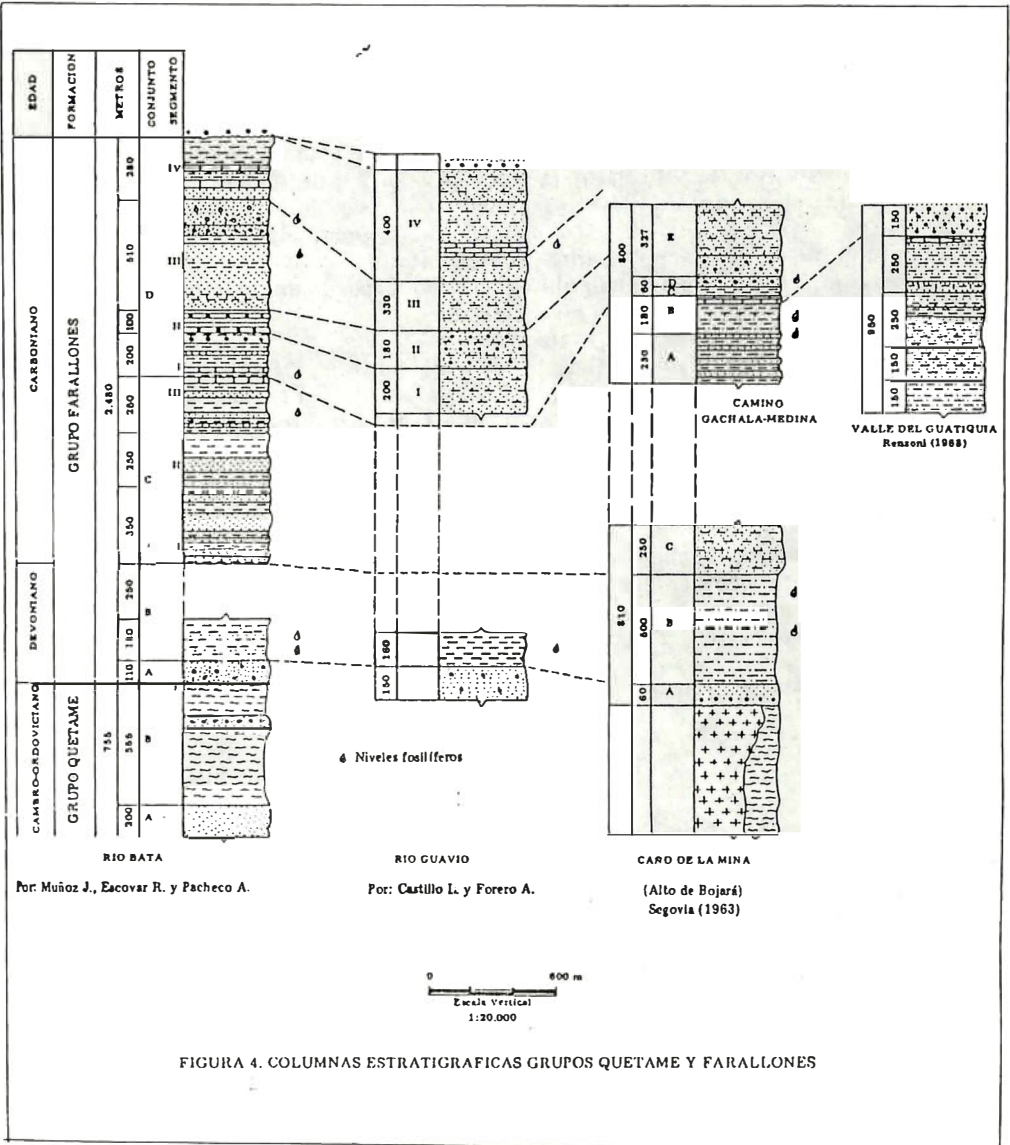 EDAD
FORMACION
METROS
CONJUNTO
SEGMENTO
CARBONIANO
DEVONIANO
CAMBRO-ORDOVICIANO
GRUPO FARALLONES
GRUPO QUETAME
2.480
755
280
510
100
200
260
250
350
250
180
110
555
200
D
C
B
A
B
A
IV
III
II
I
III
II
I
400
330
180
200
IV
III
II
I
160
150
800
327
60
180
230
E
C
B
A
CAMINO
GACHALA-MEDINA
950
150
250
250
150
150
VALLE DEL GUATIQUIA
Renzoni (1968)
810
250
500
60
C
B
A
Niveles fosilíferos
RIO BATA
Por: Muñoz J., Escovar R. y Pacheco A.
RIO GUAVIO
Por: Castillo L. y Forero A.
CAÑO DE LA MINA
(Alto de Bojará)
Segovia (1963)
0 600 m
Escala Vertical
1:20.000
FIGURA 4. COLUMNAS ESTRATIGRAFICAS GRUPOS QUETAME Y FARALLONES